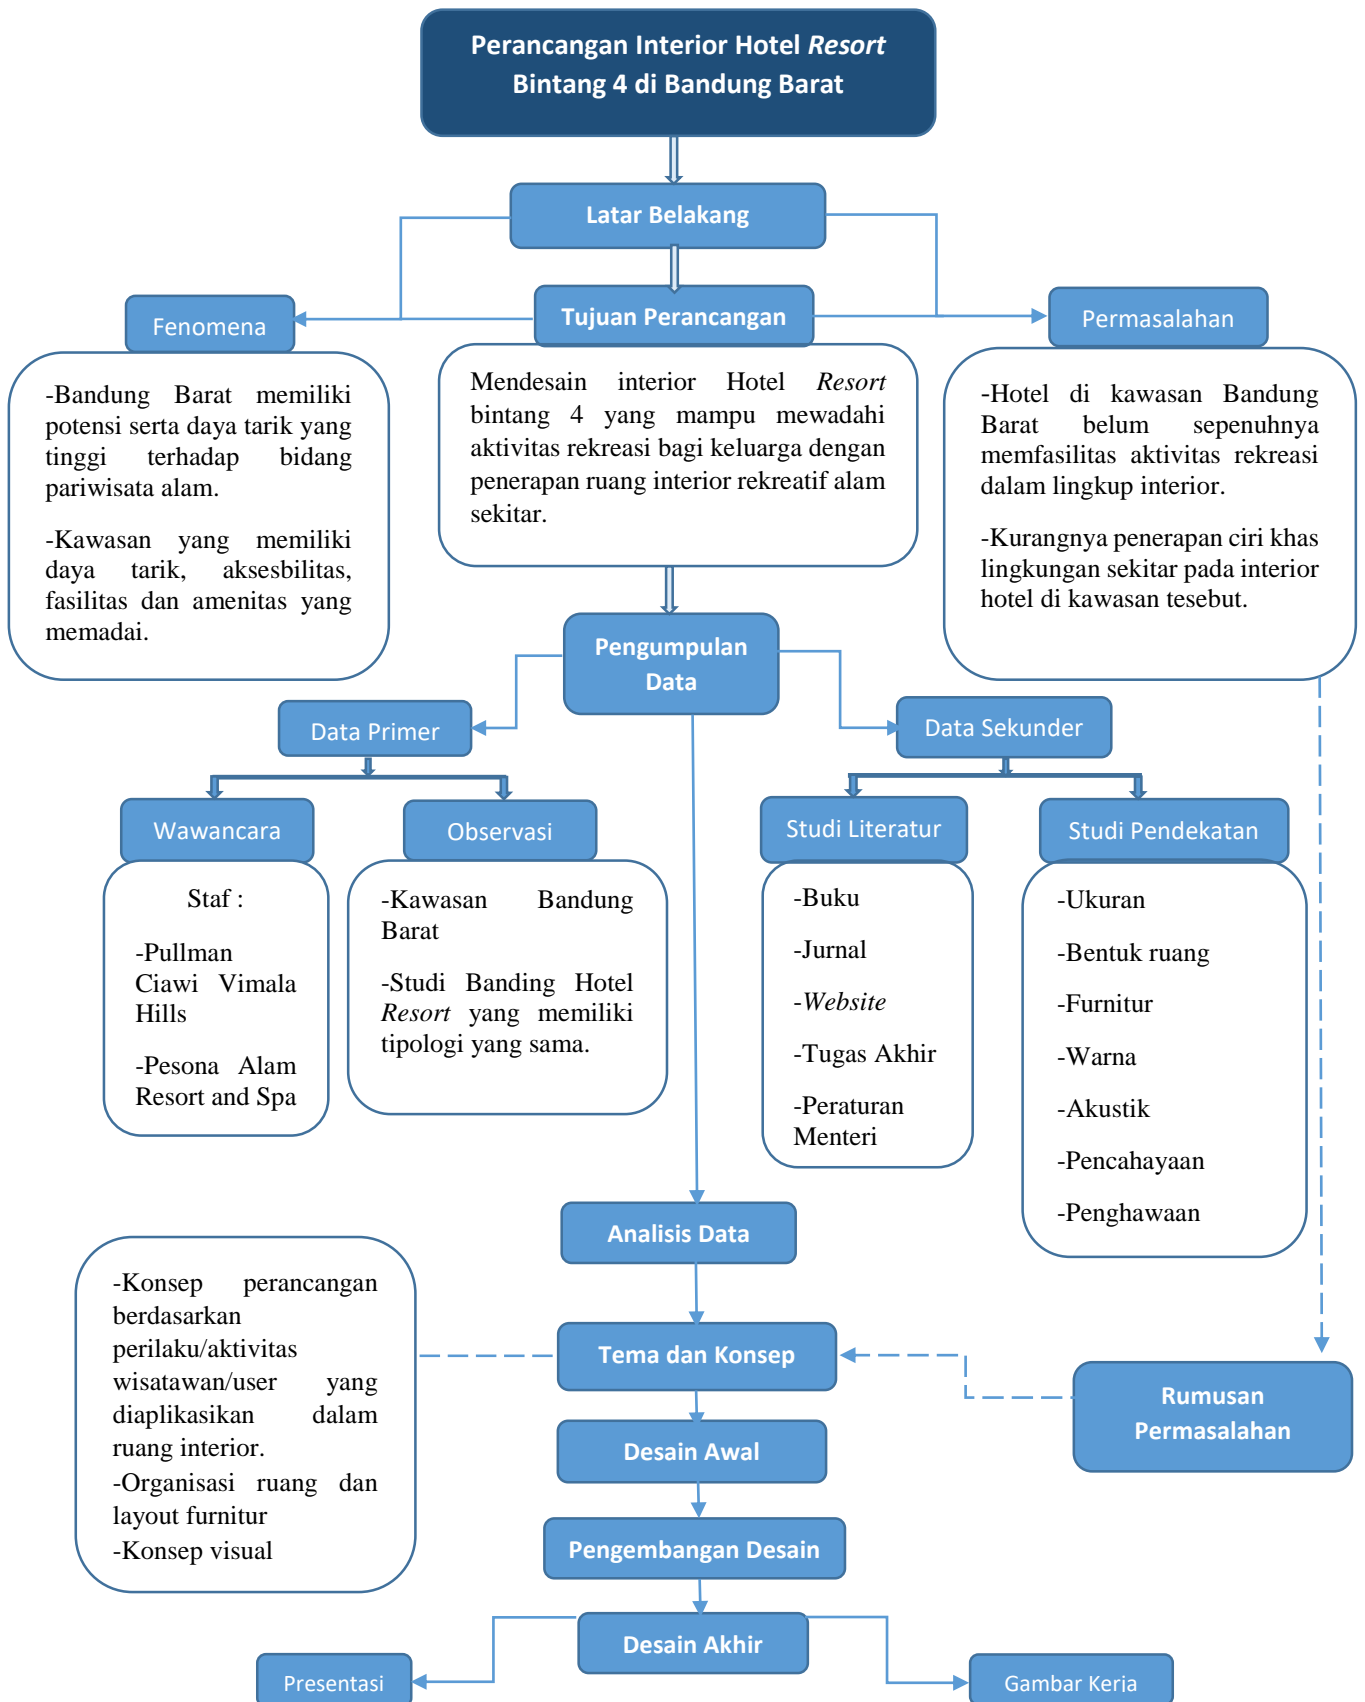 Perancangan Interior Hotel Resort
Bintang 4 di Bandung Barat
Latar Belakang
Fenomena
Tujuan Perancangan
Permasalahan
-Bandung Barat memiliki
potensi serta daya tarik yang
tinggi terhadap bidang
pariwisata alam.
-Kawasan yang memiliki
daya tarik, aksesbilitas,
fasilitas dan amenitas yang
memadai.
Mendesain interior Hotel Resort
bintang 4 yang mampu mewadahi
aktivitas rekreasi bagi keluarga dengan
penerapan ruang interior rekreatif alam
sekitar.
-Hotel di kawasan Bandung
Barat belum sepenuhnya
memfasilitas aktivitas rekreasi
dalam lingkup interior.
-Kurangnya penerapan ciri khas
lingkungan sekitar pada interior
hotel di kawasan tesebut.
Pengumpulan
Data
Data Primer
Data Sekunder
Wawancara
Observasi
Studi Literatur
Studi Pendekatan
Staf :
-Pullman
Ciawi Vimala
Hills
-Pesona Alam
Resort and Spa
-Kawasan Bandung
Barat
-Studi Banding Hotel
Resort yang memiliki
tipologi yang sama.
-Buku
-Jurnal
-Website
-Tugas Akhir
-Peraturan
Menteri
-Ukuran
-Bentuk ruang
-Furnitur
-Warna
-Akustik
-Pencahayaan
-Penghawaan
Analisis Data
-Konsep perancangan
berdasarkan
perilaku/aktivitas
wisatawan/user yang
diaplikasikan dalam
ruang interior.
-Organisasi ruang dan
layout furnitur
-Konsep visual
Tema dan Konsep
Rumusan
Permasalahan
Desain Awal
Pengembangan Desain
Desain Akhir
Presentasi
Gambar Kerja